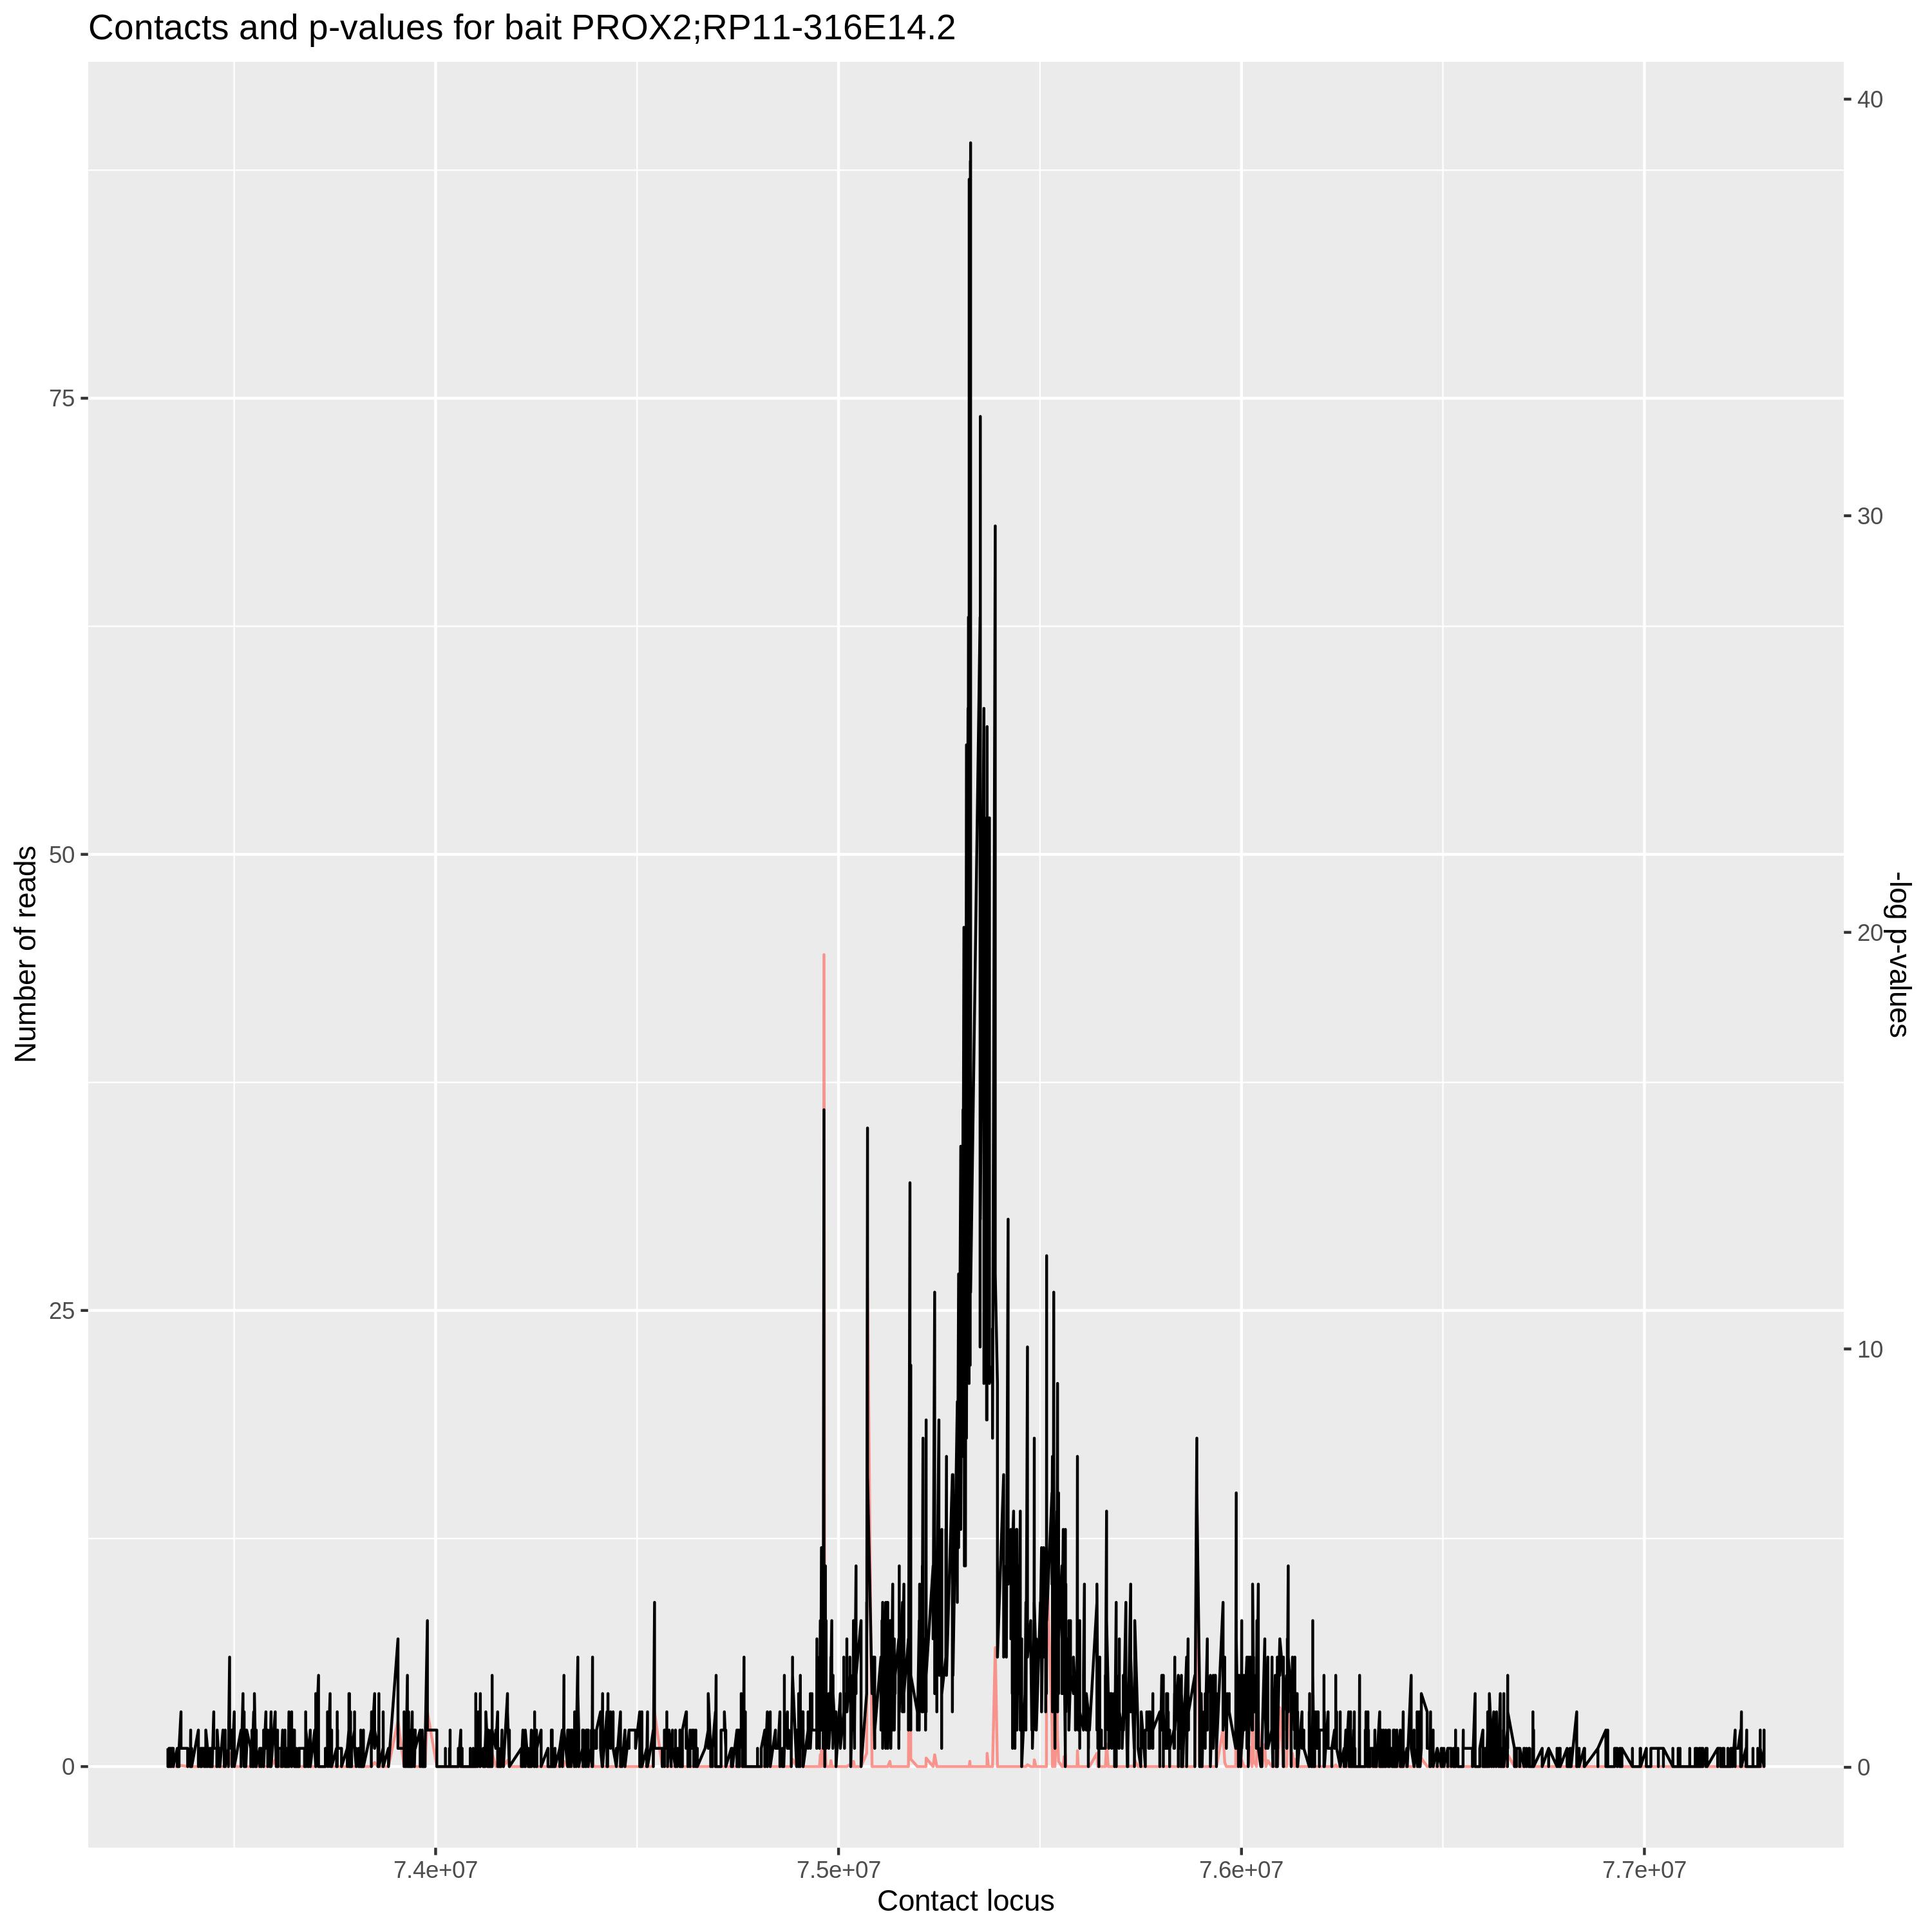 Contacts and p-values for bait PROX2;RP11-316E14.2
40
75
30
50
20
25
10
0
0
Number of reads
-log p-values
7.4e+07
7.5e+07
7.6e+07
7.7e+07
Contact locus